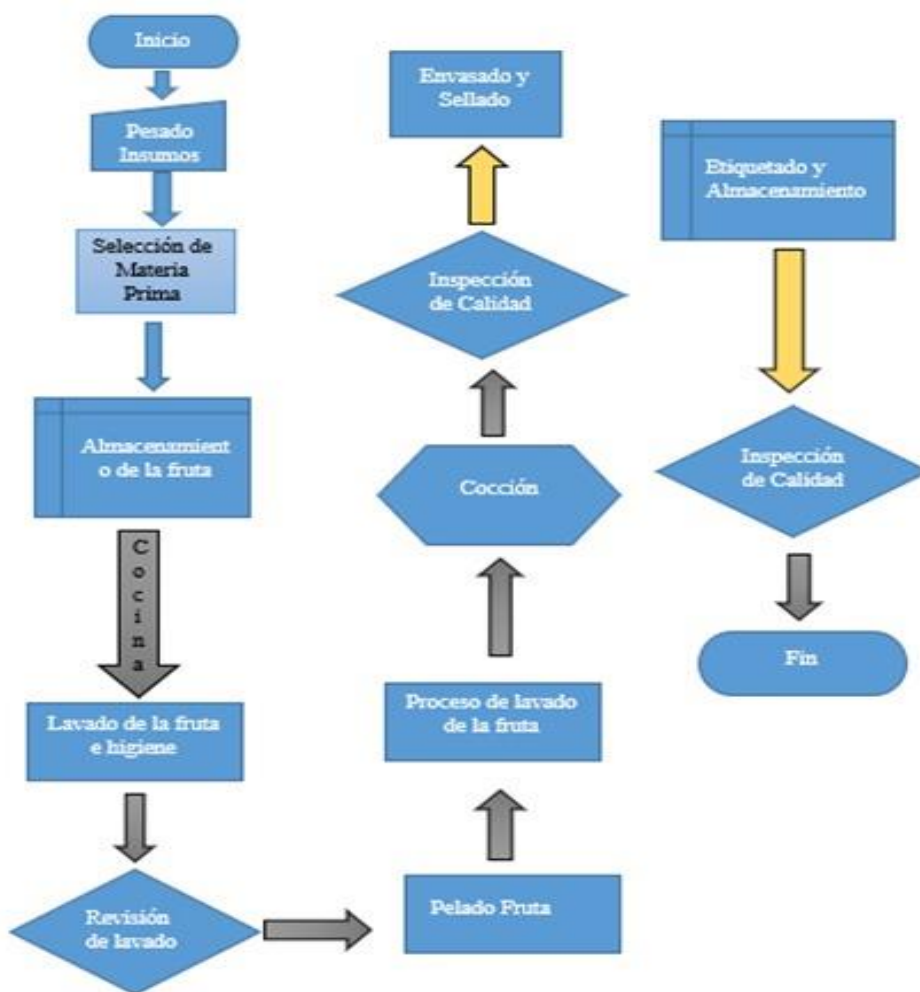 Inicio
Pesado
Insumos
Selección de
Materia
Prima
Almacenamient
o de la fruta
C
o
c
i
n
a
Lavado de la fruta
e higiene
Revisión
de lavado
Pelado Fruta
Proceso de lavado
de la fruta
Cocción
Inspección
de Calidad
Envasado y
Sellado
Etiquetado y
Almacenamiento
Inspección
de Calidad
Fin